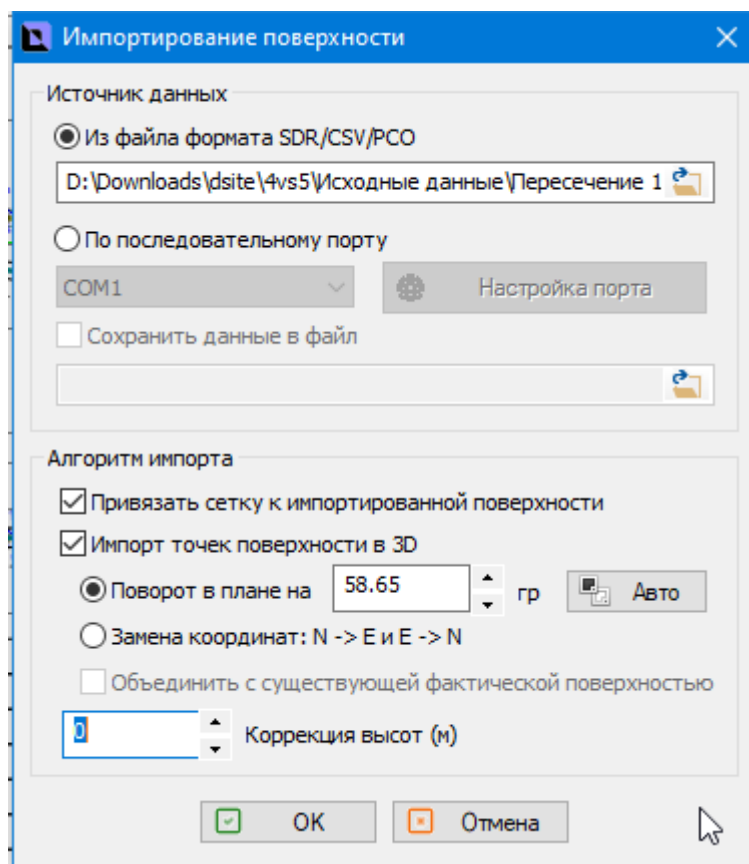 Импортирование поверхности
Источник данных
Из файла формата SDR/CSV/PCO
D:\Downloads\dsite\4vs5\Исходные данные\Пересечение 1
По последовательному порту
COM1 Настройка порта
Сохранить данные в файл
Алгоритм импорта
Привязать сетку к импортированной поверхности
Импорт точек поверхности в 3D
Поворот в плане на 58.65 гр Авто
Замена координат: N -> E и E -> N
Объединить с существующей фактической поверхностью
0 Коррекция высот (м)
OK Отмена